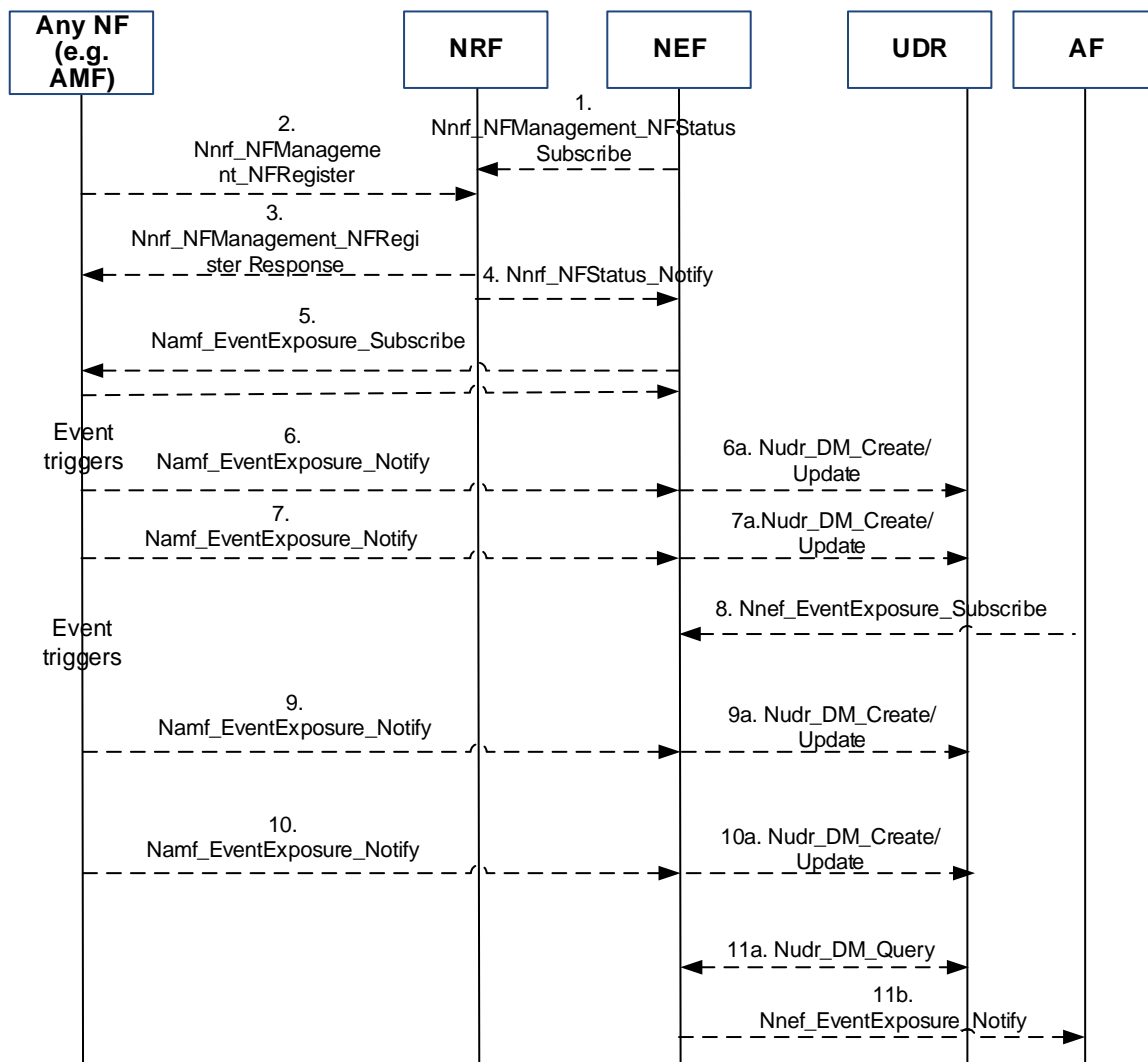 Any NF
(e.g.
AMF)
NRF
NEF
UDR
AF
1.
Nnrf_NFManagement_NFStatus
Subscribe
2.
Nnrf_NFManageme
nt_NFRegister
3.
Nnrf_NFManagement_NFRegi
ster Response
4. Nnrf_NFStatus_Notify
5.
Namf_EventExposure_Subscribe
Event
triggers
6.
Namf_EventExposure_Notify
6a. Nudr_DM_Create/
Update
7.
Namf_EventExposure_Notify
7a.Nudr_DM_Create/
Update
8. Nnef_EventExposure_Subscribe
Event
triggers
9.
Namf_EventExposure_Notify
9a. Nudr_DM_Create/
Update
10.
Namf_EventExposure_Notify
10a. Nudr_DM_Create/
Update
11a. Nudr_DM_Query
11b.
Nnef_EventExposure_Notify